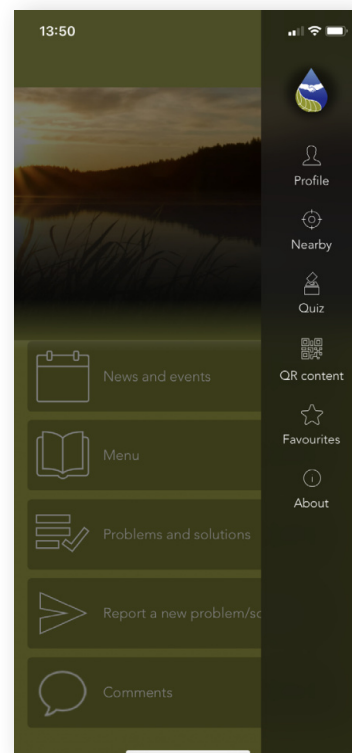 13:50
Profile
Nearby
Quiz
QR content
Favourites
About
News and events
Menu
Problems and solutions
Report a new problem/so
Comments